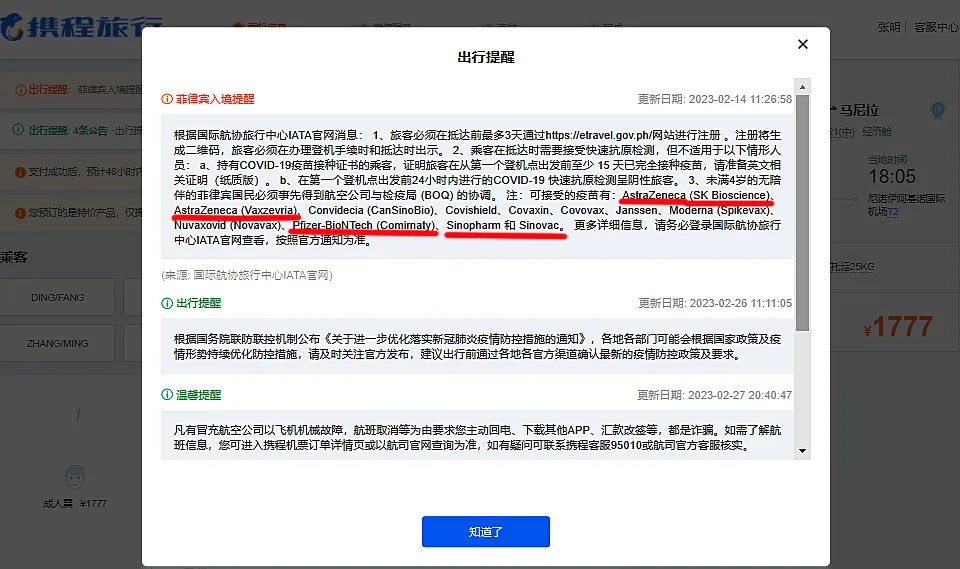 携程旅行
张明
客服中心
出行提醒
菲律宾入境提醒
更新日期: 2023-02-14 11:26:58
根据国际航协旅行中心IATA官网消息： 1、旅客必须在抵达前最多3天通过https://etravel.gov.ph/网站进行注册 。注册将生
成二维码，旅客必须在办理登机手续时和抵达时出示。 2、乘客在抵达时需要接受快速抗原检测，但不适用于以下情形人
员： a、持有COVID-19疫苗接种证书的乘客，证明旅客在从第一个登机点出发前至少 15 天已完全接种疫苗，请准备英文相
关证明（纸质版）。 b、在第一个登机点出发前24小时内进行的COVID-19 快速抗原检测呈阴性旅客。 3、未满4岁的无陪
伴的菲律宾国民必须事先得到航空公司与检疫局 (BOQ) 的协调。 注：可接受的疫苗有： AstraZeneca (SK Bioscience)、
AstraZeneca (Vaxzevria)、 Convidecia (CanSinoBio)、Covishield、Covaxin、Covovax、Janssen、Moderna (Spikevax)、
Nuvaxovid (Novavax)、Pfizer-BioNTech (Comirnaty)、Sinopharm 和 Sinovac。 更多详细信息，请务必登录国际航协旅行
中心IATA官网查看，按照官方通知为准。
(来源: 国际航协旅行中心IATA官网)
出行提醒
更新日期: 2023-02-26 11:11:05
根据国务院联防联控机制公布《关于进一步优化落实新冠肺炎疫情防控措施的通知》，各地各部门可能会根据国家政策及疫
情形势持续优化防控措施，请及时关注官方发布，建议出行前通过各地各官方渠道确认最新的疫情防控政策及要求。
温馨提醒
更新日期: 2023-02-27 20:40:47
凡有冒充航空公司以飞机机械故障，航班取消等为由要求您主动回电、下载其他APP、汇款改签等，都是诈骗。如需了解航
班信息，您可进入携程机票订单详情页或以航司官网查询为准，如有疑问可联系携程客服95010或航司官方客服核实。
知道了
出行提醒: 菲律宾入境提醒
出行提醒: 4条公告
支付成功后，预计48小时内
您预订的是特价产品，仅
乘客
DING/FANG
ZHANG/MING
1
成人票 ¥1777
马尼拉
经济舱
当地时间
18:05
尼诺伊阿基诺国际
机场T2
托运25KG
¥1777